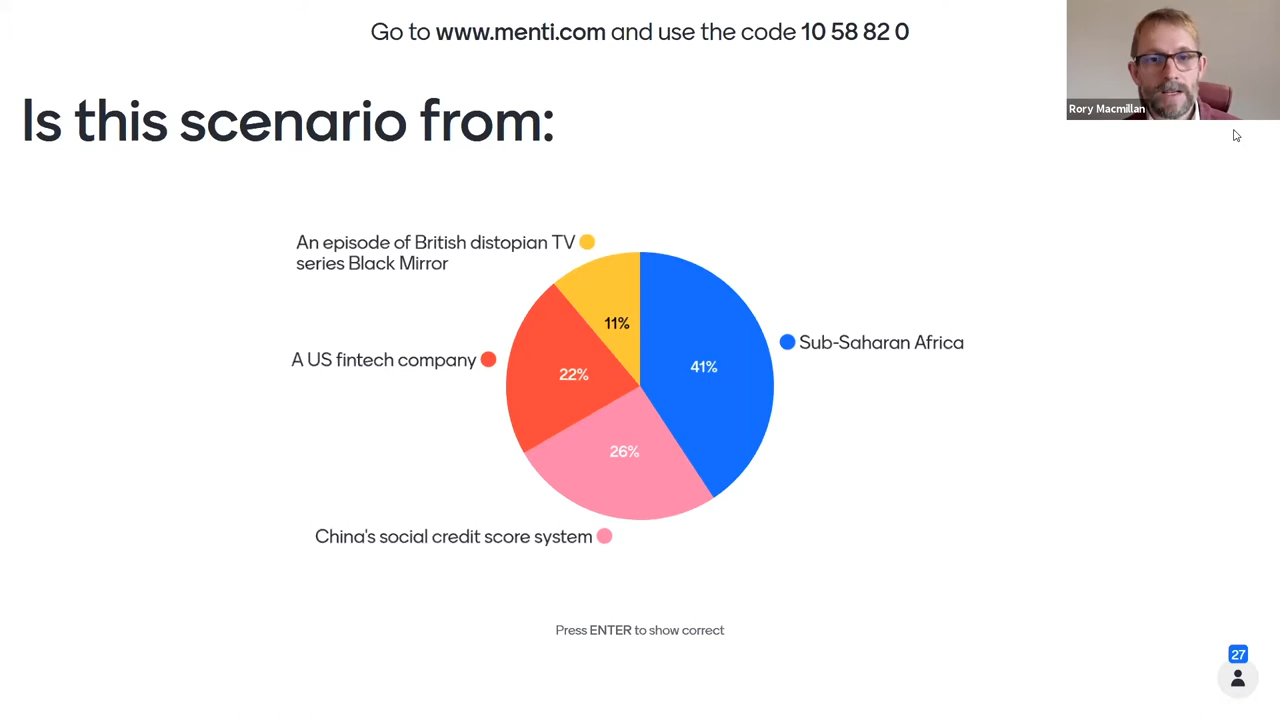 Go to www.menti.com and use the code 10 58 82 0
Rory Macmillan
Is this scenario from:
An episode of British distopian TV
series Black Mirror
11%
Sub-Saharan Africa
A US fintech company
41%
22%
26%
China's social credit score system
Press ENTER to show correct
27